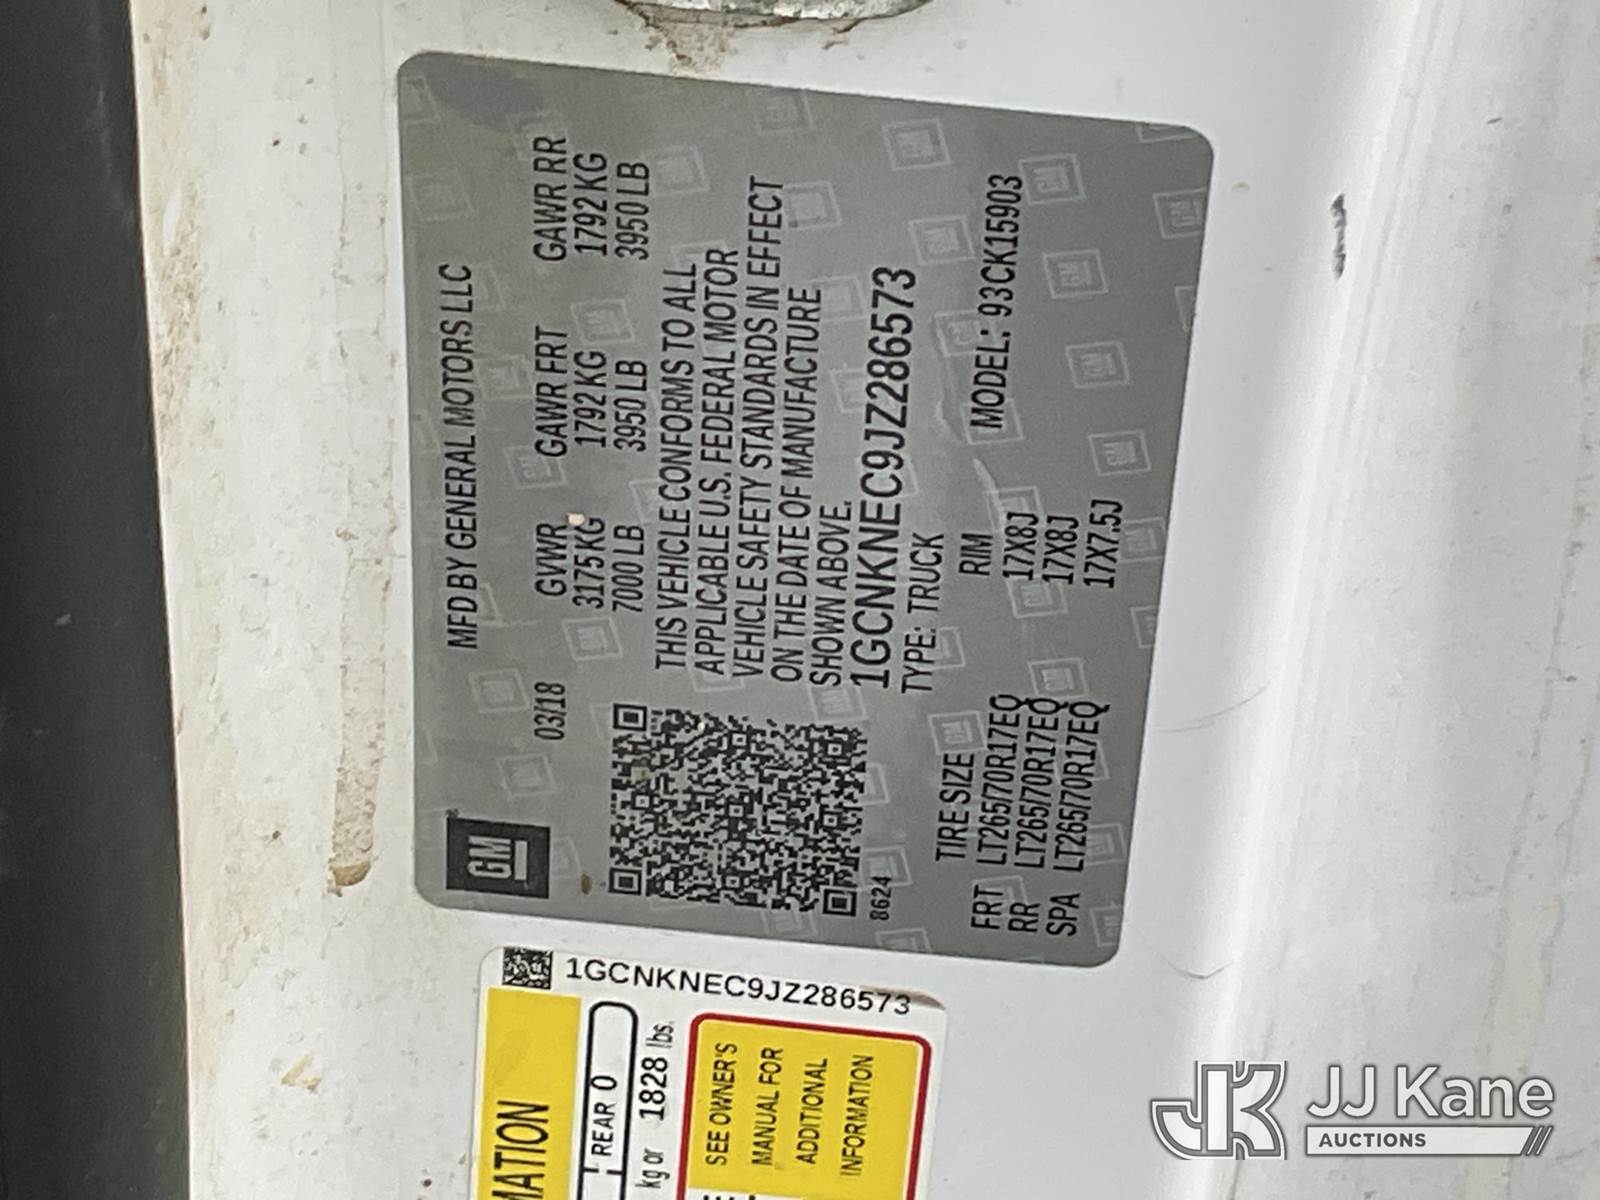 GM
MFD BY GENERAL MOTORS LLC
03/18 GVWR GAWR FRT GAWR RR
3175 KG 1792 KG 1792 KG
7000 LB 3950 LB 3950 LB
THIS VEHICLE CONFORMS TO ALL
APPLICABLE U.S. FEDERAL MOTOR
VEHICLE SAFETY STANDARDS IN EFFECT
ON THE DATE OF MANUFACTURE
SHOWN ABOVE.
1GCNKNEC9JZ286573
8624 TYPE: TRUCK
TIRE SIZE RIM MODEL: 93CK15903
FRT LT265/70R17EQ 17X8J
RR LT265/70R17EQ 17X8J
SPA LT265/70R17EQ 17X7.5J
1GCNKNEC9JZ286573
MATION
REAR 0
kg or 1828 lbs.
SEE OWNER'S
MANUAL FOR
ADDITIONAL
INFORMATION
JK JJ Kane
AUCTIONS